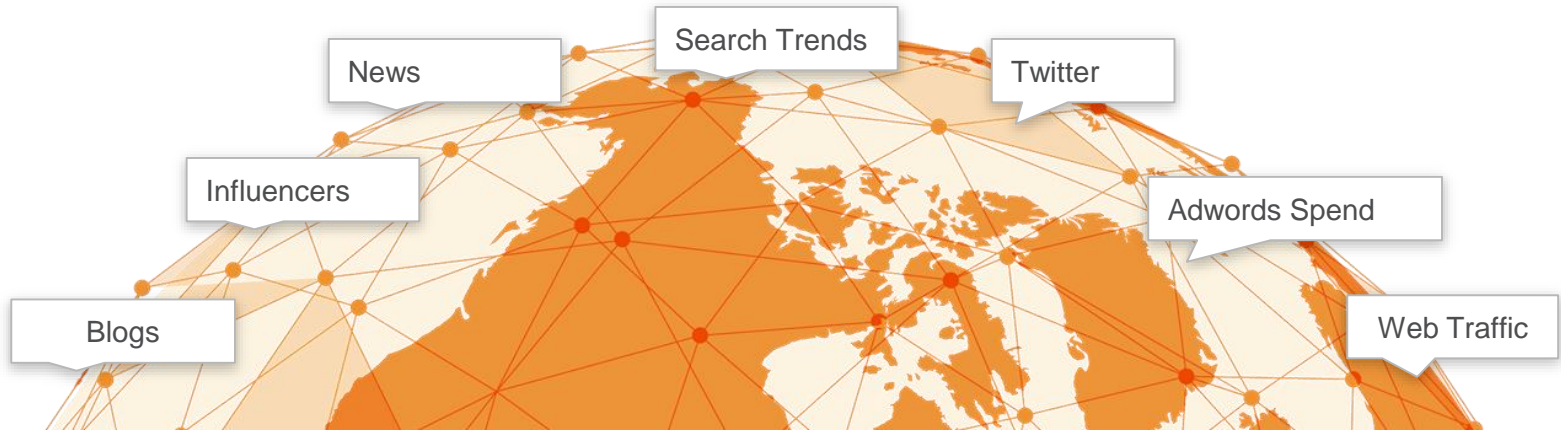 Search Trends
News
Twitter
Influencers
Adwords Spend
Blogs
Web Traffic